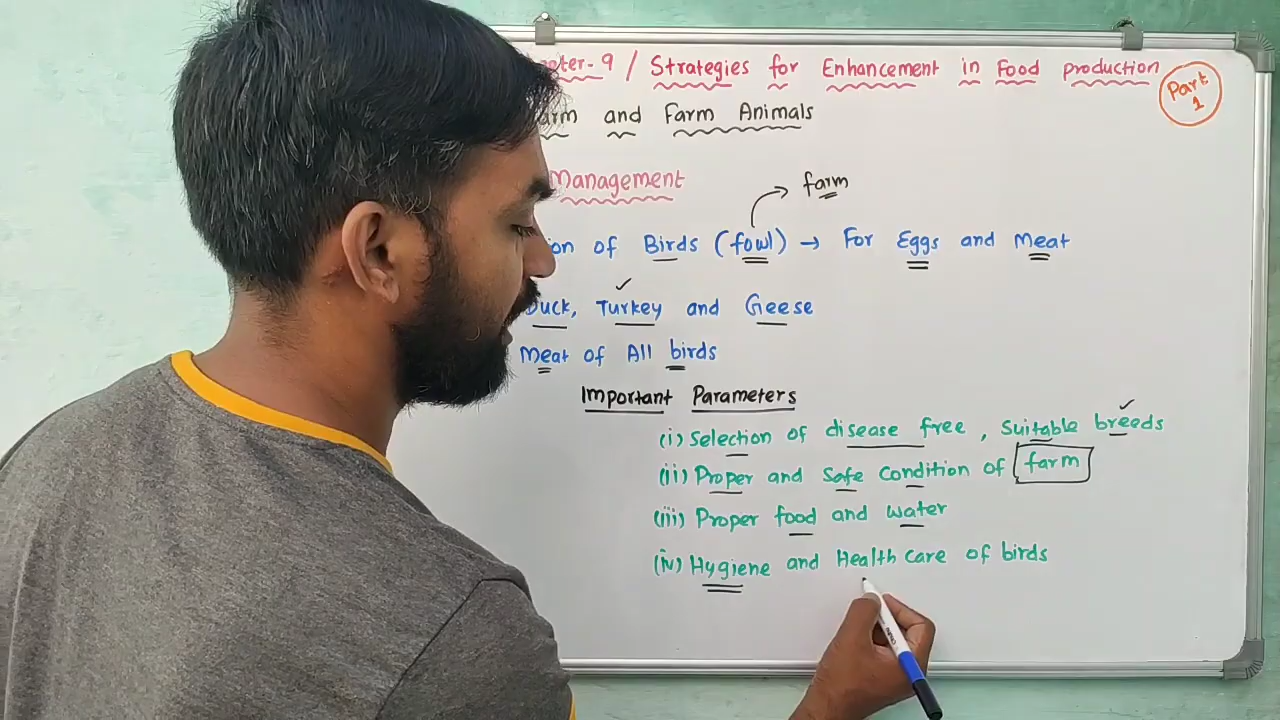 -9 / Strategies for Enhancement in Food production
Part 1
and Farm Animals
Management
farm
of Birds (fowl) → For Eggs and Meat
Duck, Turkey and Geese
Meat of All birds
Important Parameters
(i) Selection of disease free, Suitable breeds
(ii) Proper and Safe condition of farm
(iii) Proper food and water
(iv) Hygiene and Health care of birds